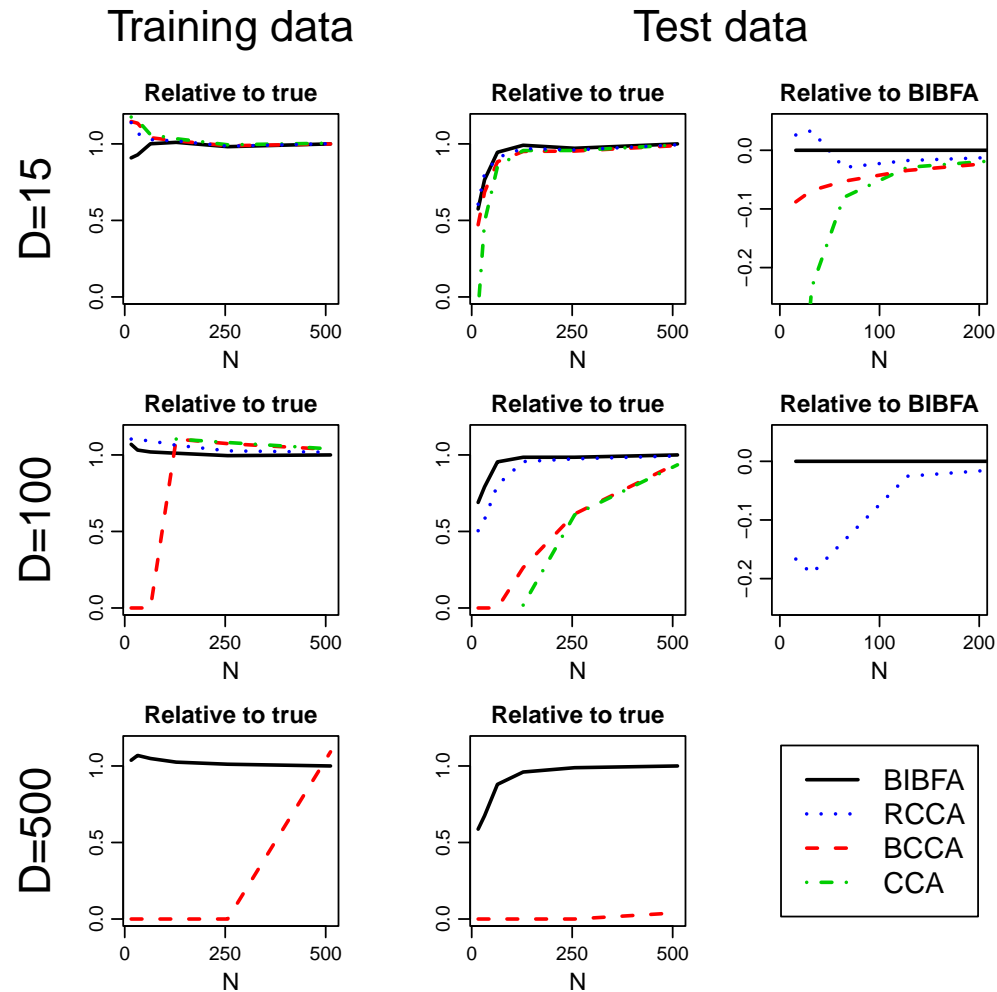 Training data
Test data
D=15
Relative to true
0.0 0.5 1.0
0 250 500
N
Relative to true
0.0 0.5 1.0
0 250 500
N
Relative to BIBFA
−0.2 −0.1 0.0
0 100 200
N
D=100
Relative to true
0.0 0.5 1.0
0 250 500
N
Relative to true
0.0 0.5 1.0
0 250 500
N
Relative to BIBFA
−0.2 −0.1 0.0
0 100 200
N
D=500
Relative to true
0.0 0.5 1.0
0 250 500
N
Relative to true
0.0 0.5 1.0
0 250 500
N
BIBFA
RCCA
BCCA
CCA